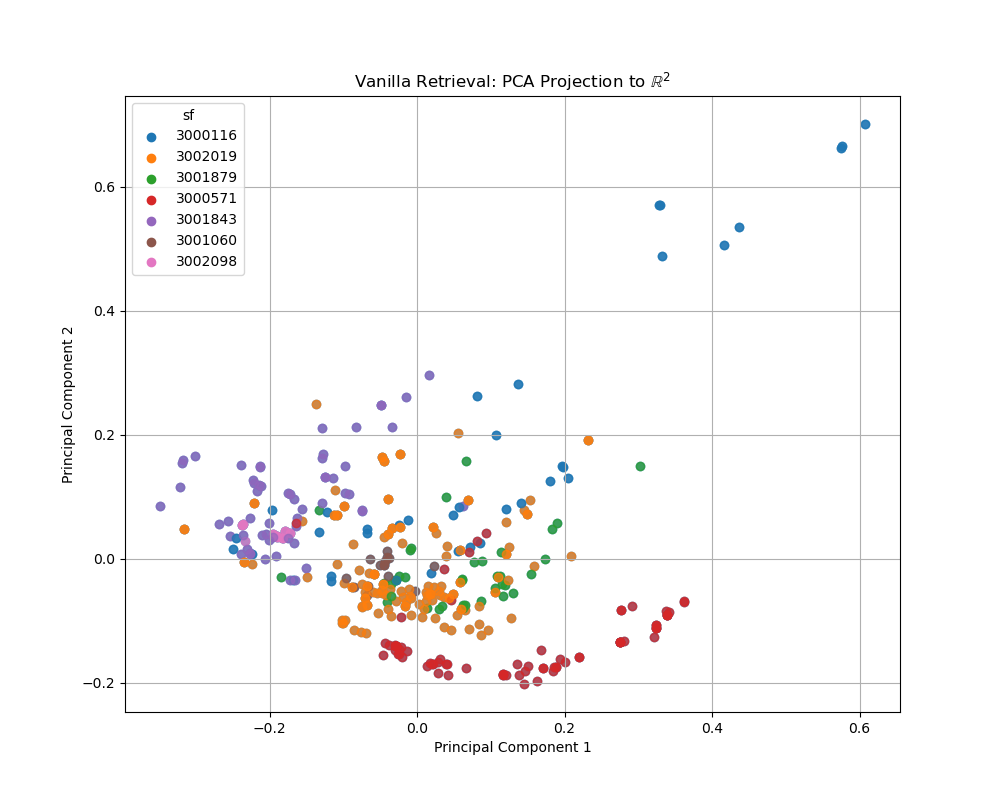 Vanilla Retrieval: PCA Projection to ℝ²
sf
3000116
3002019
3001879
3000571
3001843
3001060
3002098
0.6
0.4
0.2
0.0
−0.2
Principal Component 2
−0.2 0.0 0.2 0.4 0.6
Principal Component 1